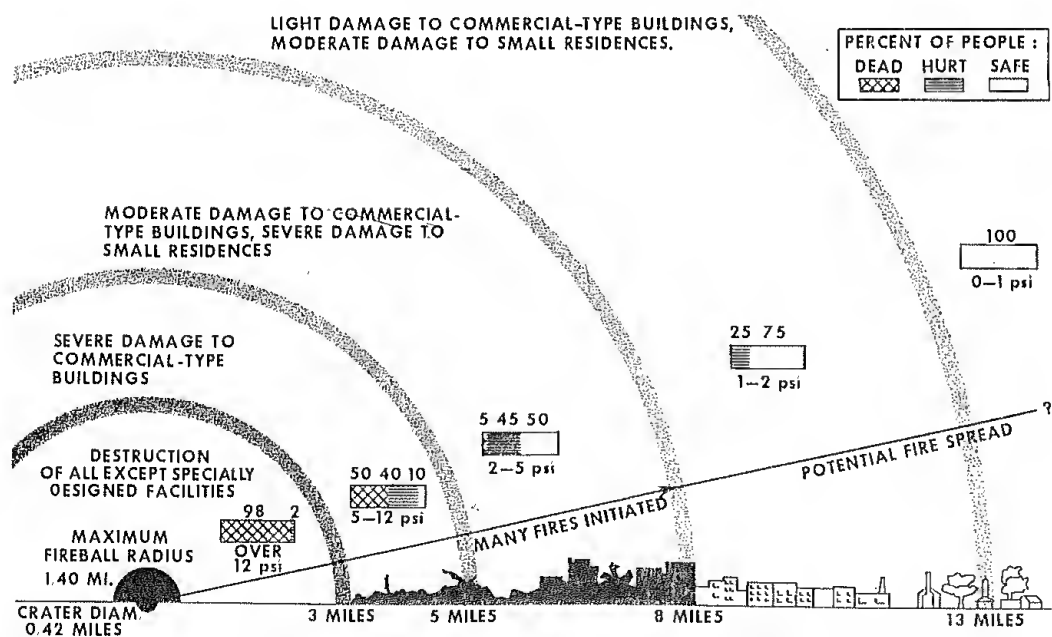 LIGHT DAMAGE TO COMMERCIAL-TYPE BUILDINGS,
MODERATE DAMAGE TO SMALL RESIDENCES.
PERCENT OF PEOPLE :
DEAD HURT SAFE
MODERATE DAMAGE TO COMMERCIAL-
TYPE BUILDINGS, SEVERE DAMAGE TO
SMALL RESIDENCES
100
0–1 psi
SEVERE DAMAGE TO
COMMERCIAL-TYPE
BUILDINGS
25 75
1–2 psi
5 45 50
2–5 psi
DESTRUCTION
OF ALL EXCEPT SPECIALLY
DESIGNED FACILITIES
50 40 10
5–12 psi
98 2
OVER
12 psi
MAXIMUM
FIREBALL RADIUS
1.40 MI.
MANY FIRES INITIATED
POTENTIAL FIRE SPREAD
?
CRATER DIAM.
0.42 MILES
3 MILES
5 MILES
8 MILES
13 MILES